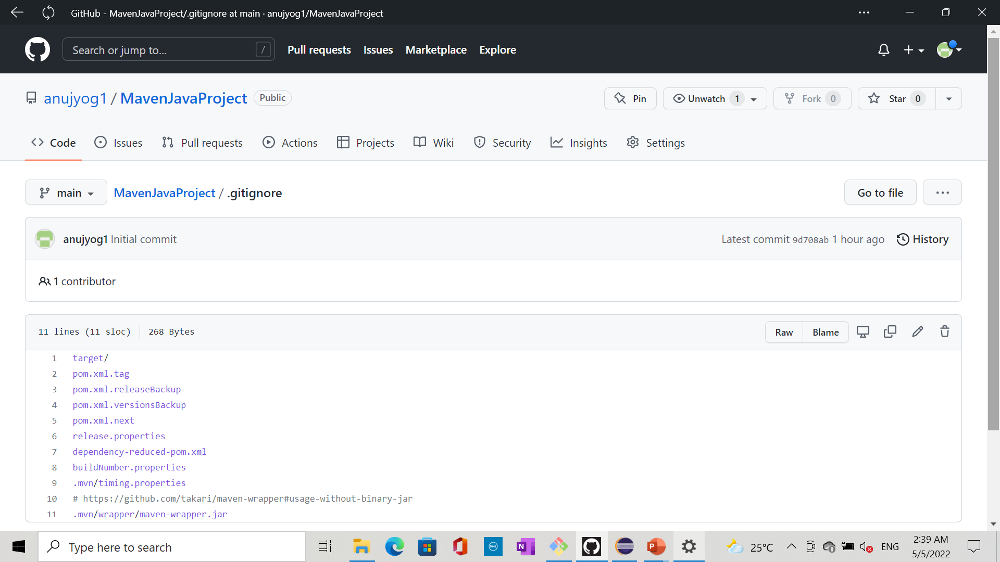 GitHub - MavenJavaProject/.gitignore at main · anujyog1/MavenJavaProject
Search or jump to... /
Pull requests Issues Marketplace Explore
anujyog1 / MavenJavaProject Public
Pin Unwatch 1 Fork 0 Star 0
Code Issues Pull requests Actions Projects Wiki Security Insights Settings
main MavenJavaProject / .gitignore Go to file
anujyog1 Initial commit Latest commit 9d708ab 1 hour ago History
1 contributor
11 lines (11 sloc) 268 Bytes Raw Blame
1 target/
2 pom.xml.tag
3 pom.xml.releaseBackup
4 pom.xml.versionsBackup
5 pom.xml.next
6 release.properties
7 dependency-reduced-pom.xml
8 buildNumber.properties
9 .mvn/timing.properties
10 # https://github.com/takari/maven-wrapper#usage-without-binary-jar
11 .mvn/wrapper/maven-wrapper.jar
Type here to search DELL N P 25°C ENG 2:39 AM
5/5/2022